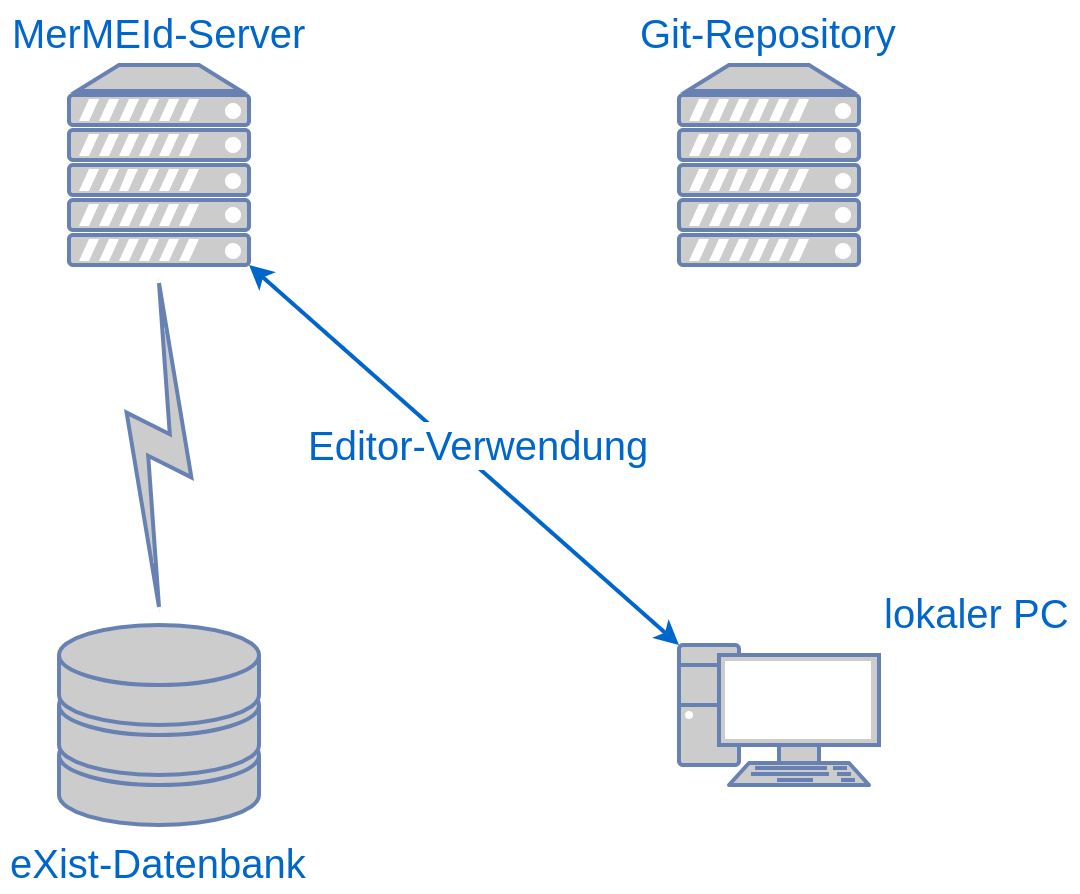 MerMEId-Server
Git-Repository
Editor-Verwendung
lokaler PC
eXist-Datenbank